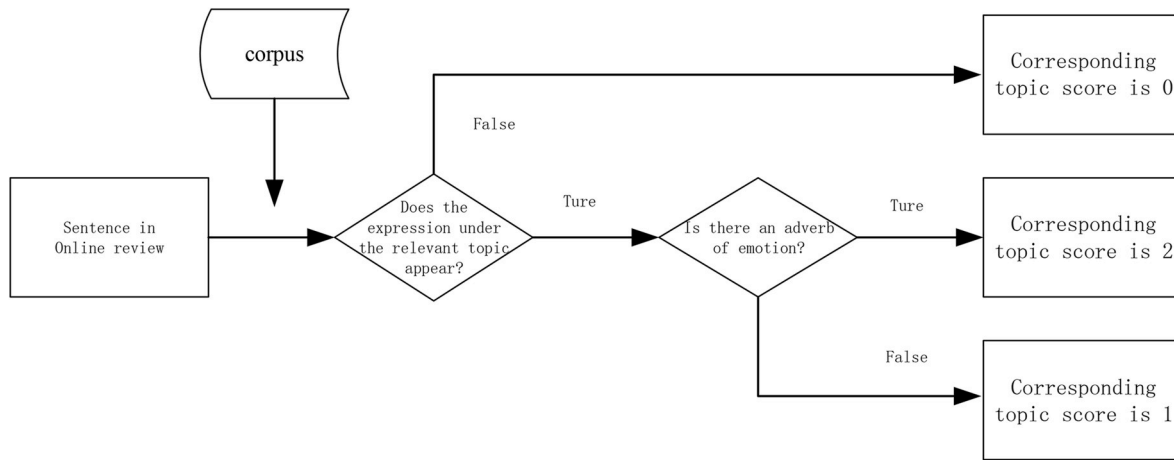 corpus
Corresponding
topic score is 0
False
Sentence in
Online review
Does the
expression under
the relevant topic
appear?
Ture
Is there an adverb
of emotion?
Ture
Corresponding
topic score is 2
False
Corresponding
topic score is 1